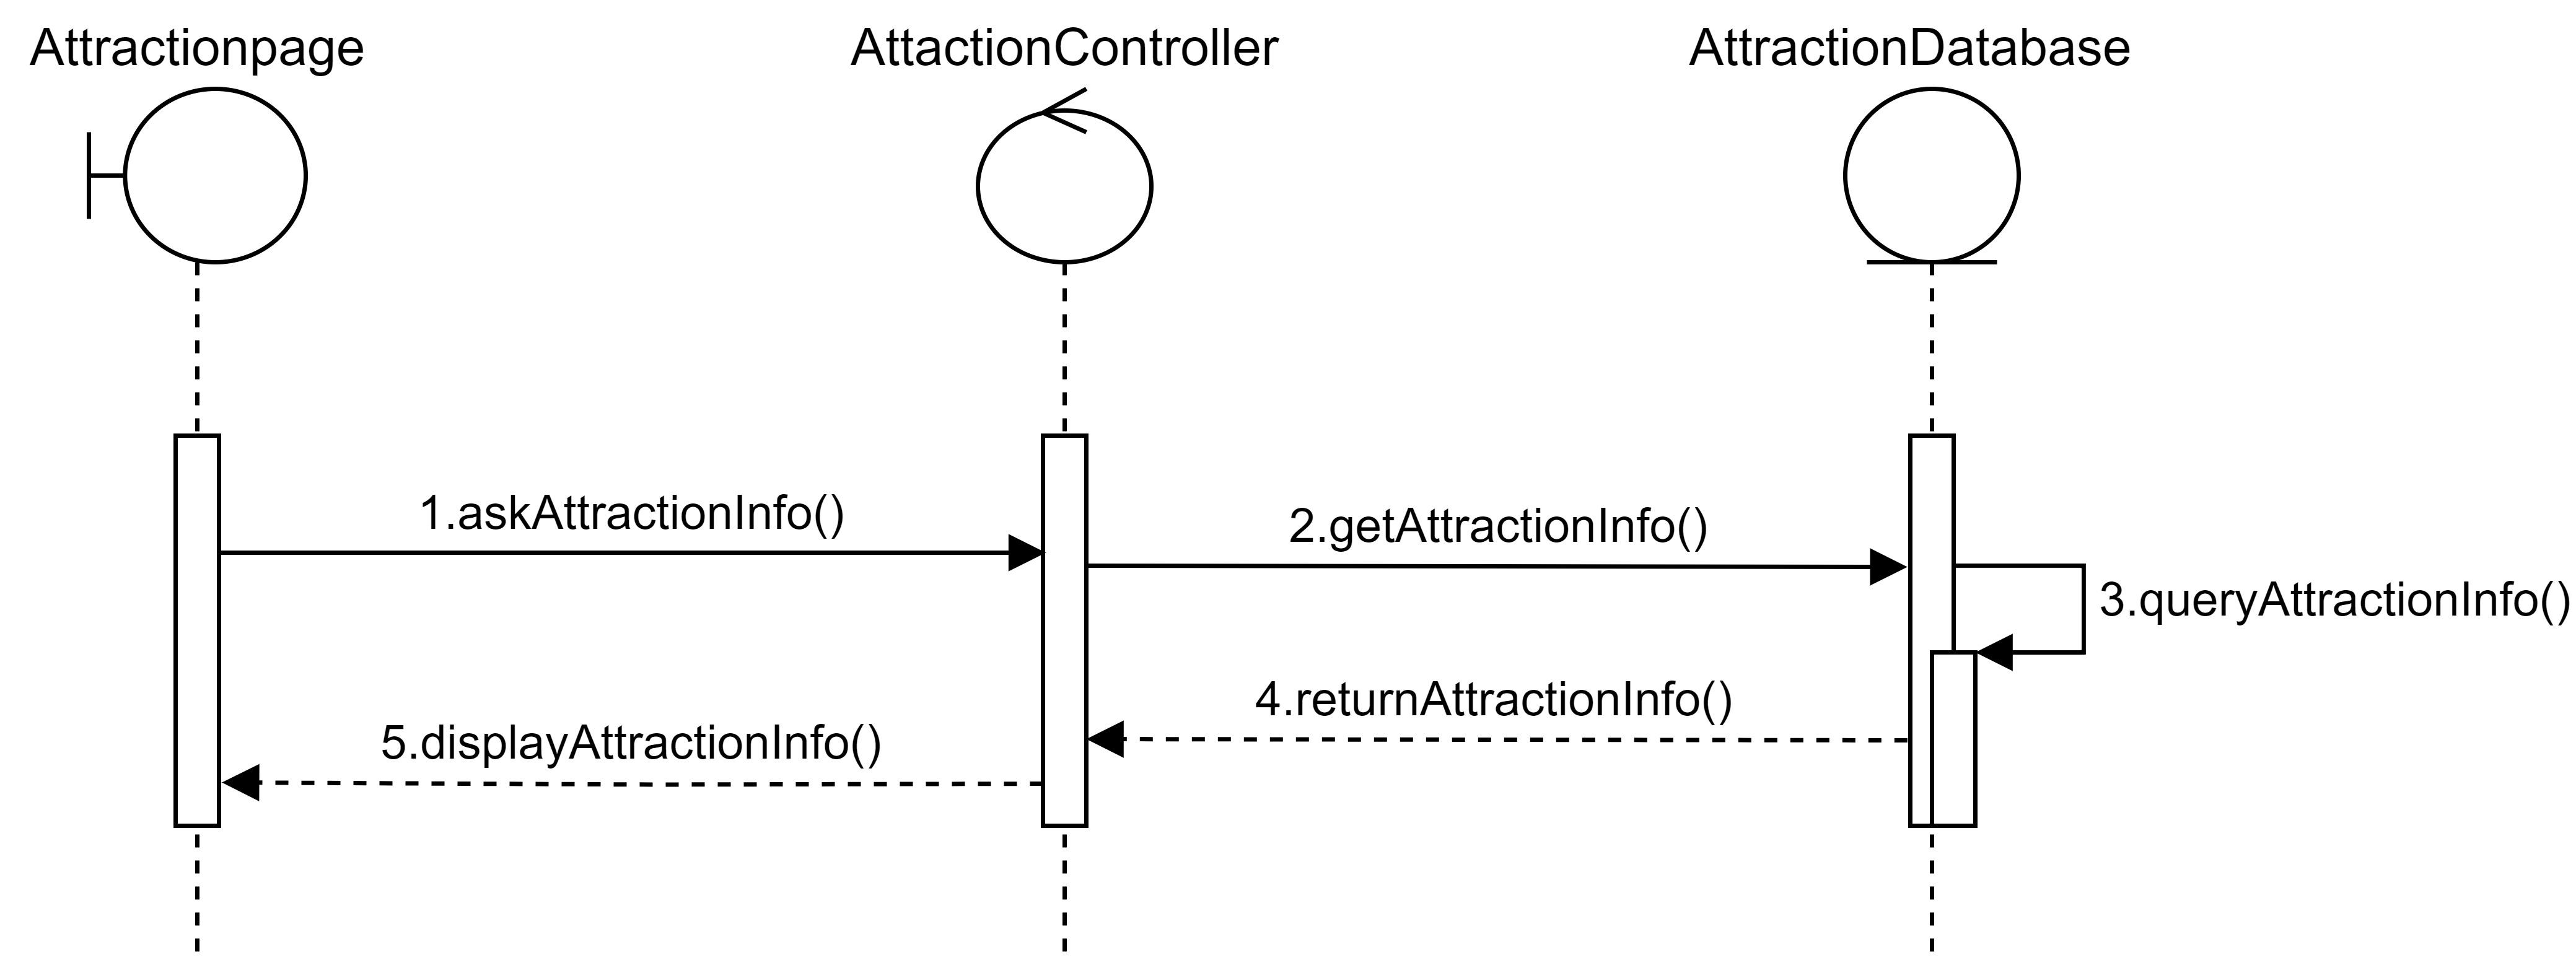 Attractionpage
AttactionController
AttractionDatabase
1.askAttractionInfo()
2.getAttractionInfo()
3.queryAttractionInfo()
4.returnAttractionInfo()
5.displayAttractionInfo()